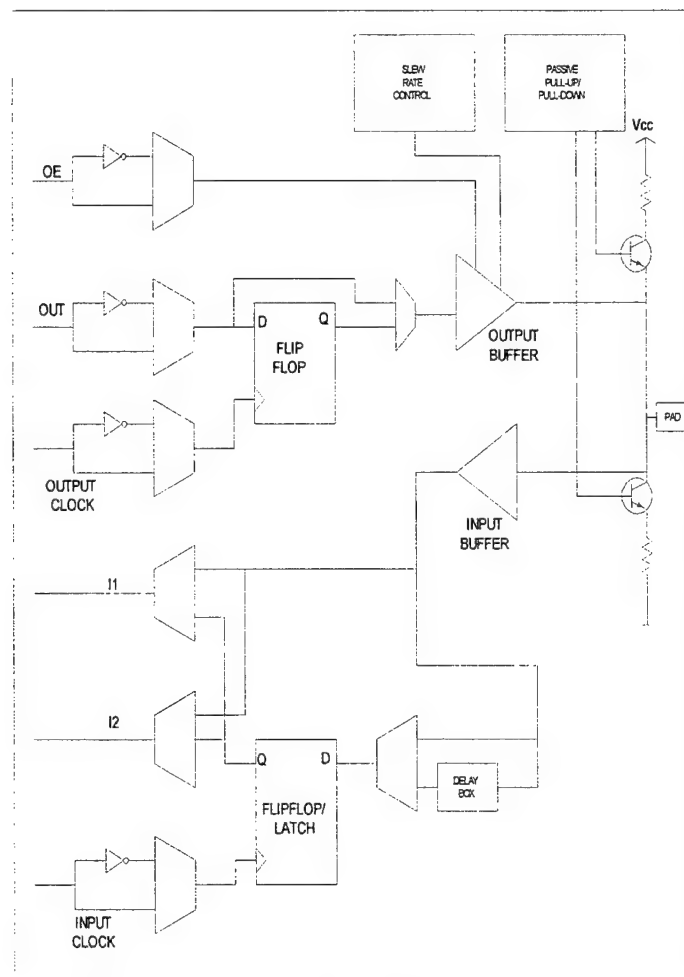 SLEW
RATE
CONTROL
PASSIVE
PULL-UP/
PULL-DOWN
Vcc
OE
OUT
D
Q
FLIP
FLOP
OUTPUT
BUFFER
PAD
OUTPUT
CLOCK
INPUT
BUFFER
I1
I2
Q
D
FLIPFLOP/
LATCH
DELAY
BOX
INPUT
CLOCK